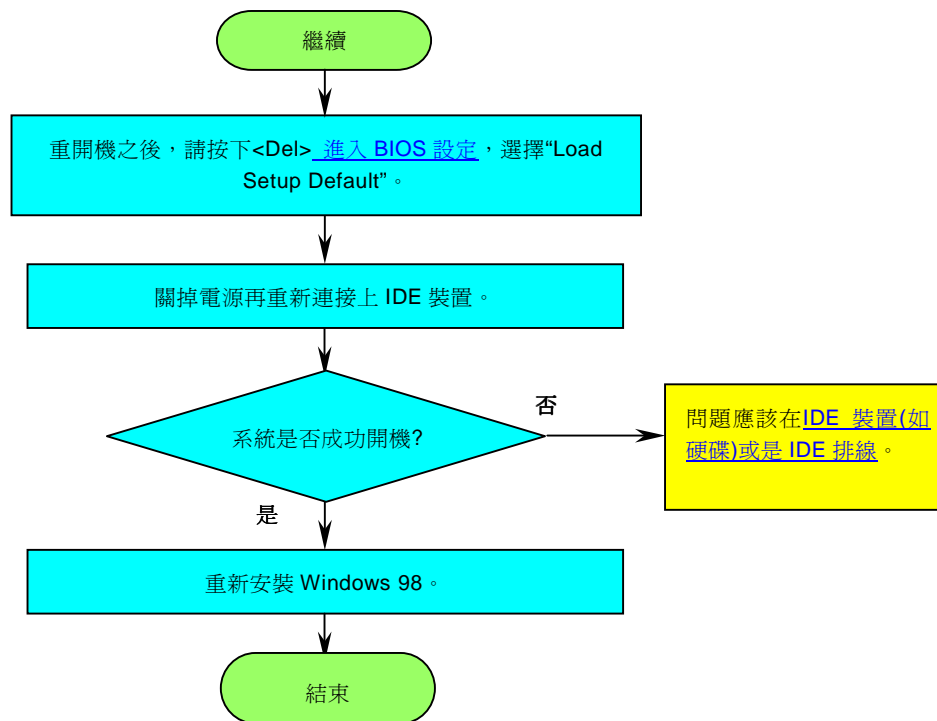 繼續
重開機之後，請按下<Del> 進入 BIOS 設定，選擇“Load
Setup Default”。
關掉電源再重新連接上 IDE 裝置。
系統是否成功開機?
否
問題應該在IDE 裝置(如
硬碟)或是 IDE 排線。
是
重新安裝 Windows 98。
結束